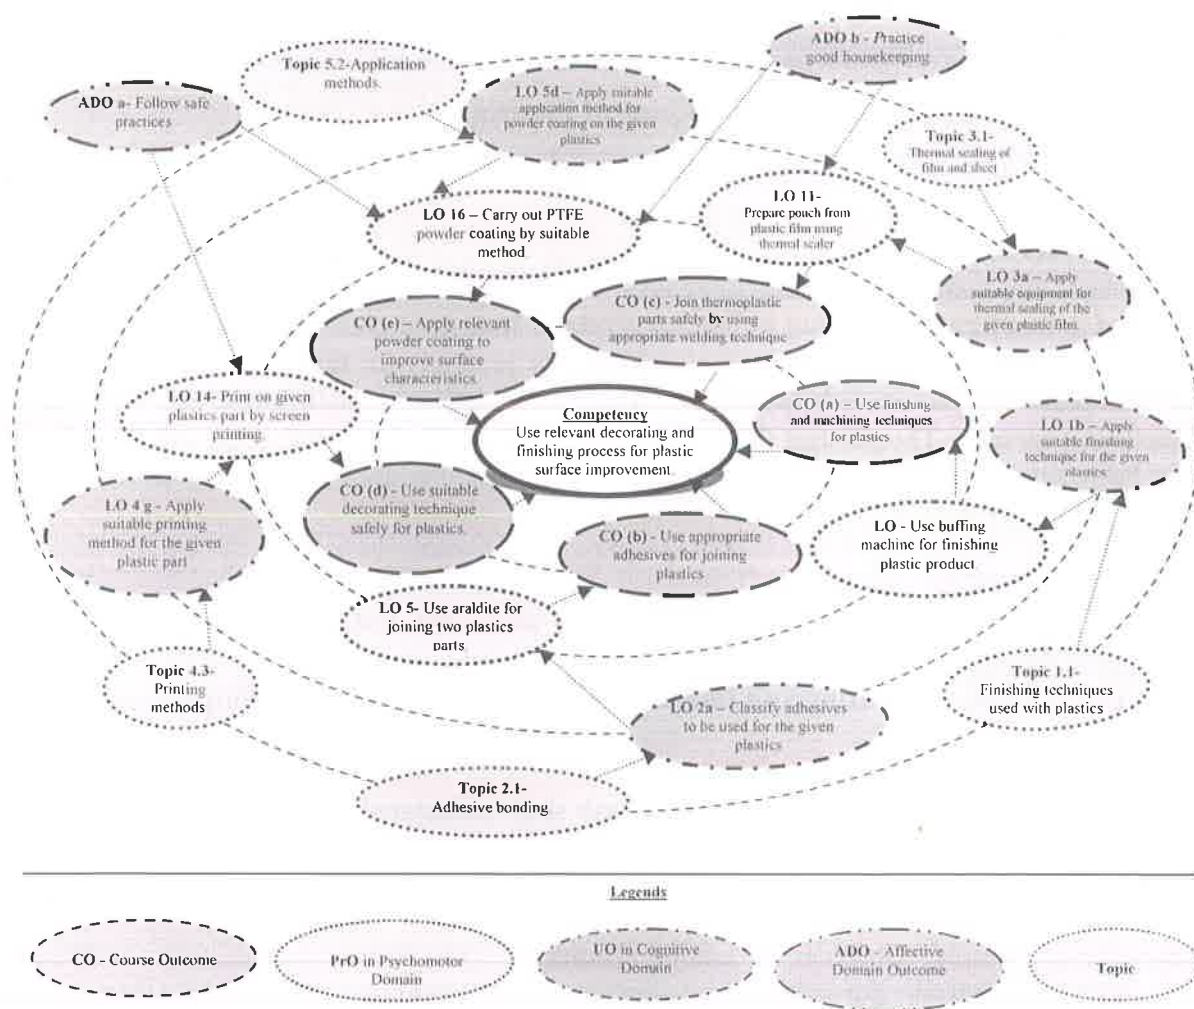 ADO b - Practice
good housekeeping
Topic 5.2-Application
methods.
ADO a- Follow safe
practices
LO 5d – Apply suitable
application method for
powder coating on the given
plastics
Topic 3.1-
Thermal sealing of
film and sheet
LO 11-
Prepare pouch from
plastic film using
thermal sealer
LO 16 – Carry out PTFE
powder coating by suitable
method
LO 3a – Apply
suitable equipment for
thermal sealing of the
given plastic film.
CO (c) - Join thermoplastic
parts safely by using
appropriate welding technique
CO (e) – Apply relevant
powder coating to
improve surface
characteristics.
LO 14- Print on given
plastics part by screen
printing.
Competency
Use relevant decorating and
finishing process for plastic
surface improvement.
CO (a) - Use finishing
and machining techniques
for plastics
LO 1b – Apply
suitable finishing
technique for the given
plastics
CO (d) - Use suitable
decorating technique
safely for plastics.
LO 4 g - Apply
suitable printing
method for the given
plastic part
CO (b) - Use appropriate
adhesives for joining
plastics
LO - Use buffing
machine for finishing
plastic product
LO 5- Use araldite for
joining two plastics
parts
Topic 4.3-
Printing
methods
Topic 1.1-
Finishing techniques
used with plastics
LO 2a – Classify adhesives
to be used for the given
plastics
Topic 2.1-
Adhesive bonding
Legends
CO - Course Outcome
PrO in Psychomotor
Domain
UO in Cognitive
Domain
ADO - Affective
Domain Outcome
Topic